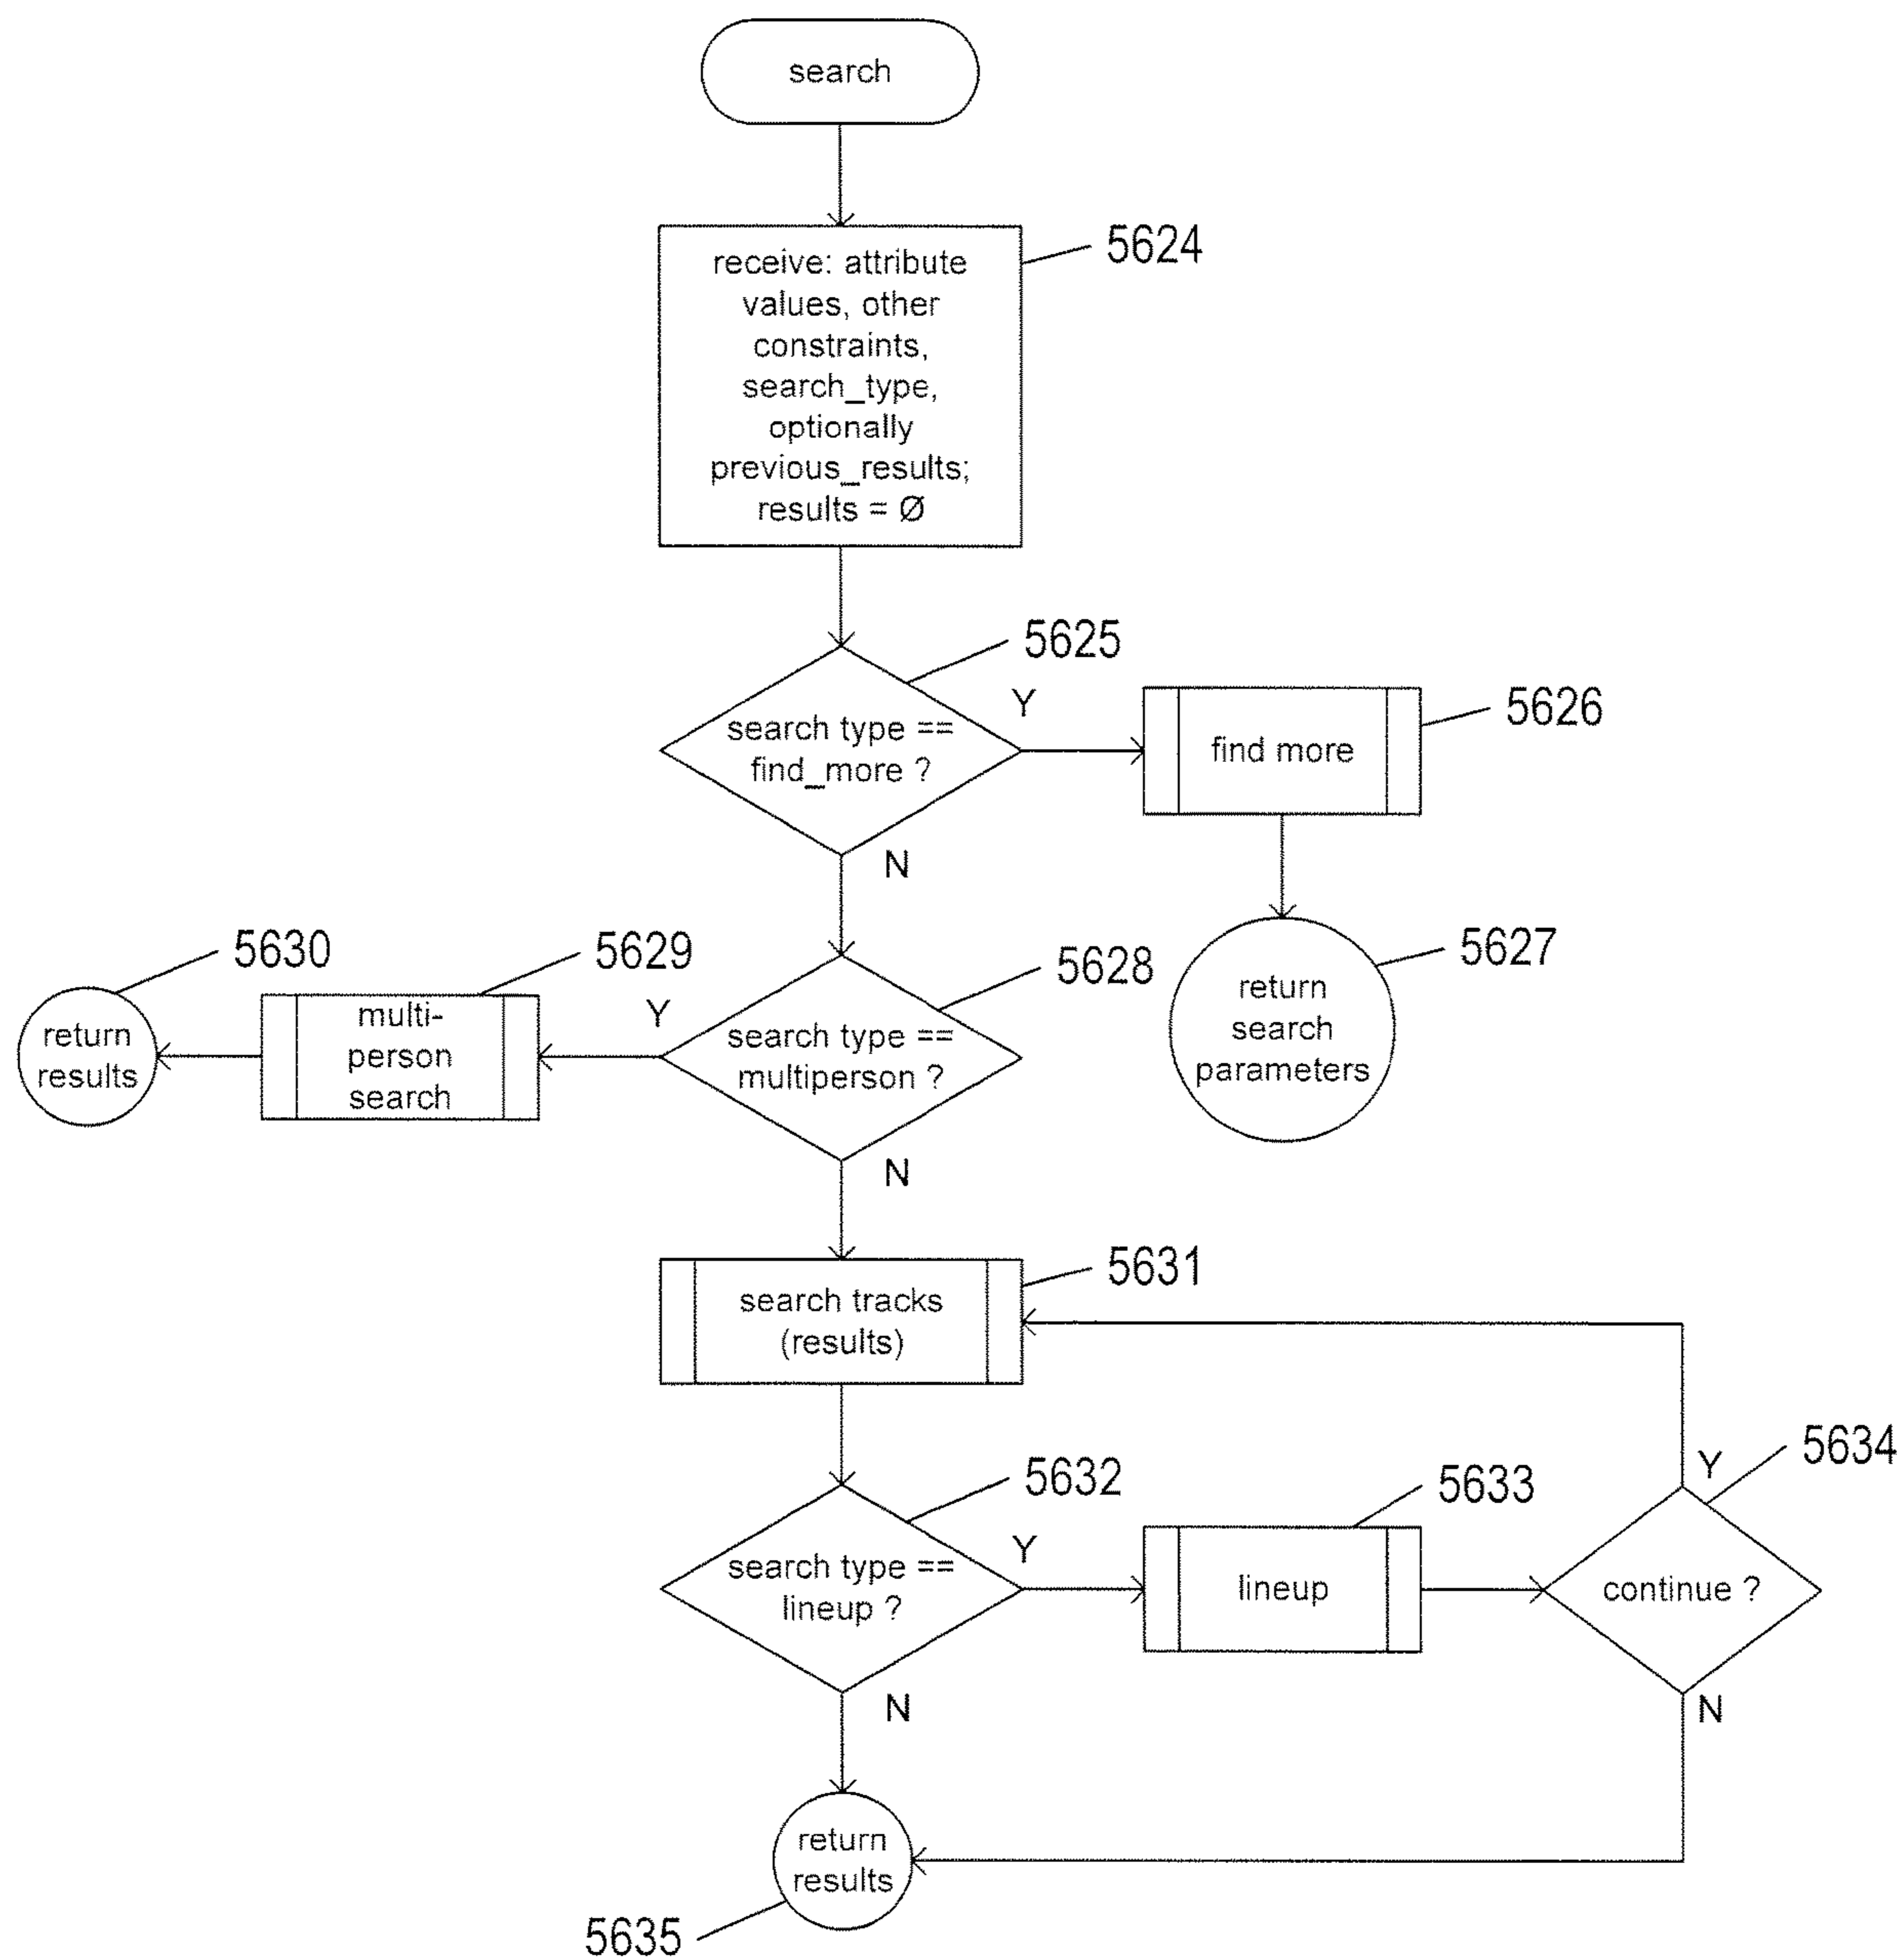 search
5624
receive: attribute
values, other
constraints,
search_type,
optionally
previous_results;
results = Ø
5625
Y
search type ==
find_more ?
5626
find more
N
5627
return
search
parameters
5630
return
results
5629
multi-
person
search
5628
Y
search type ==
multiperson ?
N
5631
search tracks
(results)
5632
Y
search type ==
lineup ?
5633
lineup
5634
Y
continue ?
N
N
return
results
5635